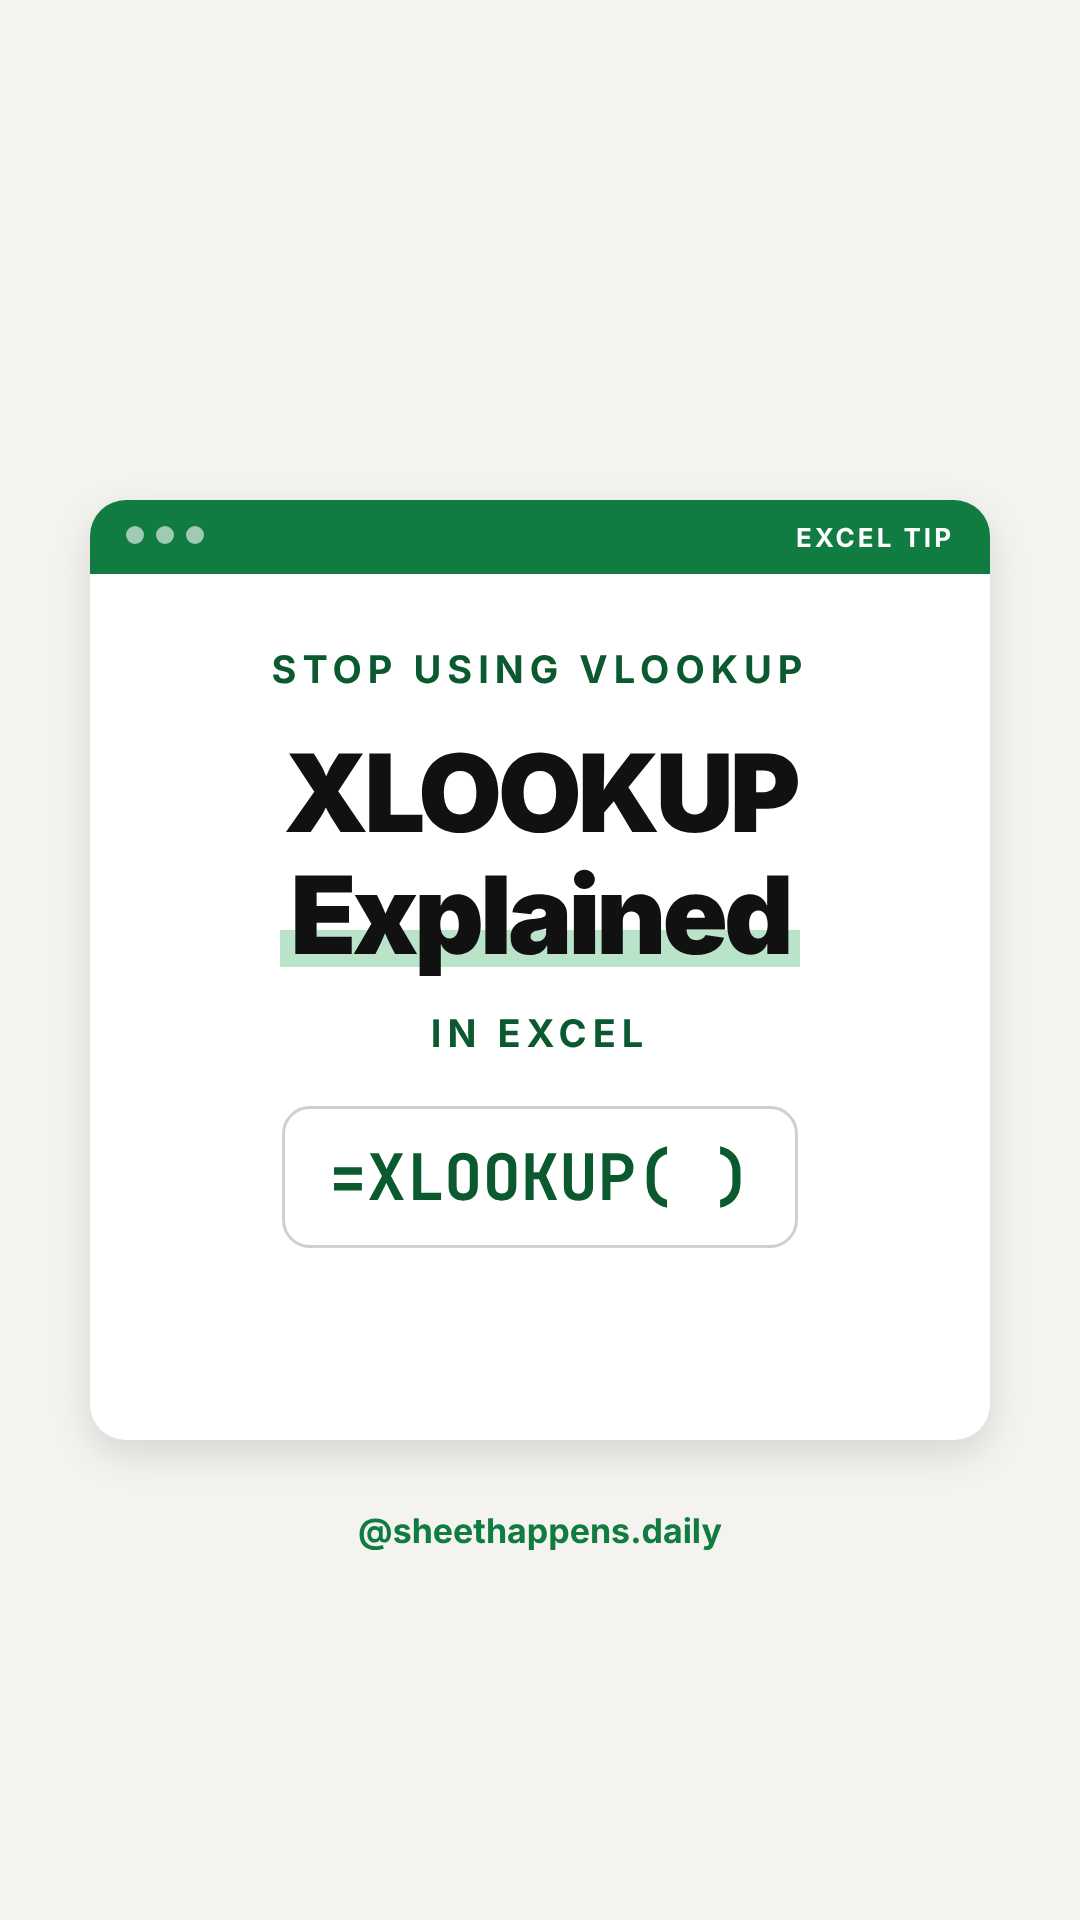 EXCEL TIP
STOP USING VLOOKUP
XLOOKUP
Explained
IN EXCEL
=XLOOKUP( )
@sheethappens.daily